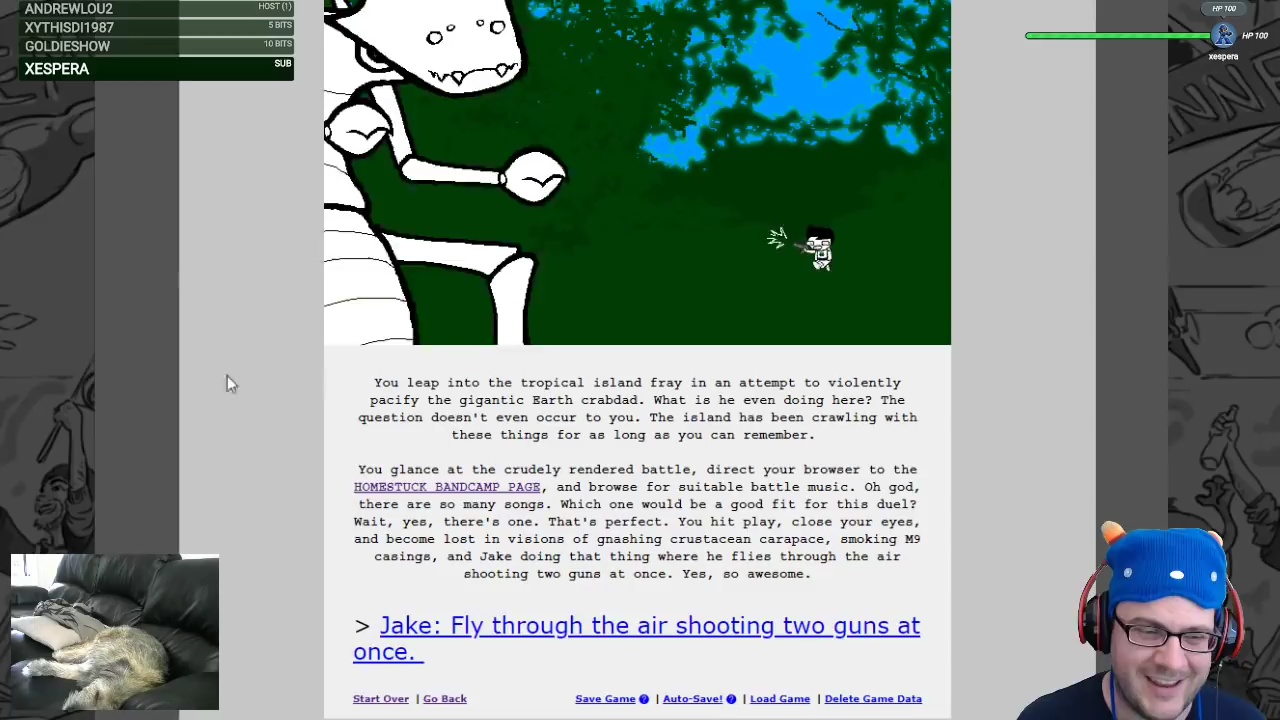 ANDREWLOU2 HOST (1)
XYTHISDI1987 5 BITS
GOLDIESHOW 10 BITS
XESPERA SUB
HP 100
HP 100
xespera
You leap into the tropical island fray in an attempt to violently
pacify the gigantic Earth crabdad. What is he even doing here? The
question doesn't even occur to you. The island has been crawling with
these things for as long as you can remember.
You glance at the crudely rendered battle, direct your browser to the
HOMESTUCK BANDCAMP PAGE, and browse for suitable battle music. Oh god,
there are so many songs. Which one would be a good fit for this duel?
Wait, yes, there's one. That's perfect. You hit play, close your eyes,
and become lost in visions of gnashing crustacean carapace, smoking M9
casings, and Jake doing that thing where he flies through the air
shooting two guns at once. Yes, so awesome.
> Jake: Fly through the air shooting two guns at
once.
Start Over | Go Back Save Game ? | Auto-Save! ? | Load Game | Delete Game Data